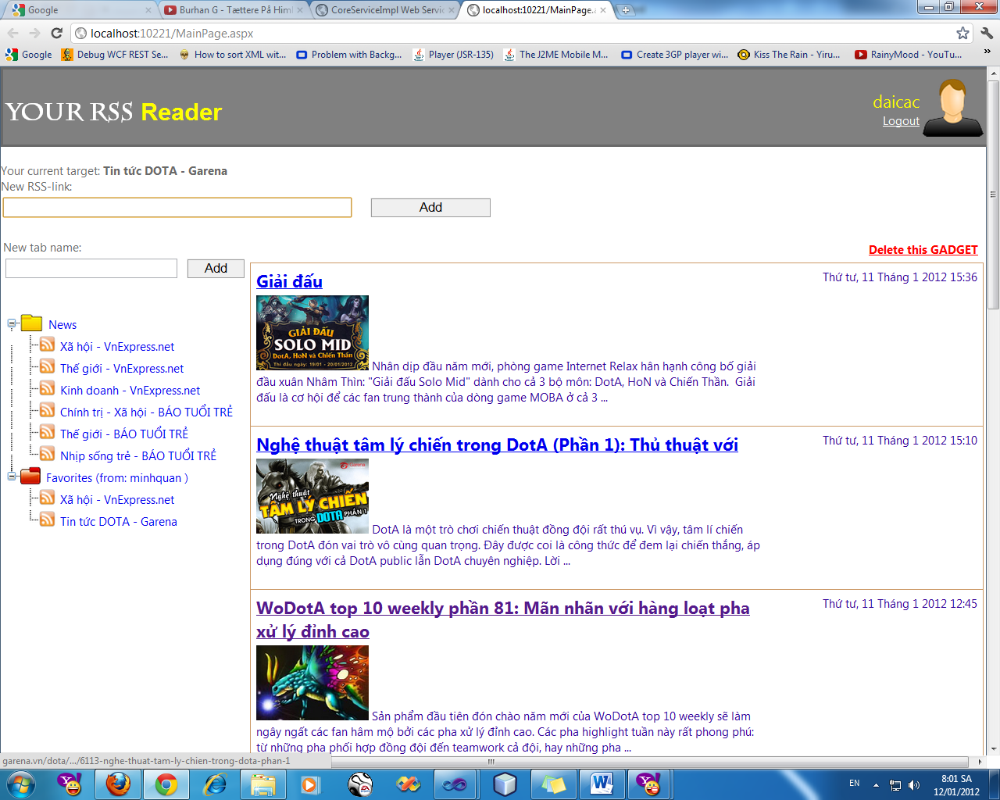 Google
Burhan G - Tættere På Himl
CoreServiceImpl Web Servic
localhost:10221/MainPage.a
localhost:10221/MainPage.aspx
Google
Debug WCF REST Se...
How to sort XML wit...
Problem with Backg...
Player (JSR-135)
The J2ME Mobile M...
Create 3GP player wi...
Kiss The Rain - Yiru...
RainyMood - YouTu...
YOUR RSS Reader
daicac
Logout
Your current target: Tin tức DOTA - Garena
New RSS-link:
Add
New tab name:
Add
Delete this GADGET
News
Xã hội - VnExpress.net
Thế giới - VnExpress.net
Kinh doanh - VnExpress.net
Chính trị - Xã hội - BÁO TUỔI TRẺ
Thế giới - BÁO TUỔI TRẺ
Nhịp sống trẻ - BÁO TUỔI TRẺ
Favorites (from: minhquan )
Xã hội - VnExpress.net
Tin tức DOTA - Garena
Giải đấu
Thứ tư, 11 Tháng 1 2012 15:36
GIẢI ĐẤU
SOLO MID
DotA, HoN và Chiến Thần
Thi đấu ngày: 19/01 - 20/01/2012
Nhân dịp đầu năm mới, phòng game Internet Relax hân hạnh công bố giải
đầu xuân Nhâm Thìn: "Giải đấu Solo Mid" dành cho cả 3 bộ môn: DotA, HoN và Chiến Thần.  Giải
đấu là cơ hội để các fan trung thành của dòng game MOBA ở cả 3 ...
Nghệ thuật tâm lý chiến trong DotA (Phần 1): Thủ thuật với
Thứ tư, 11 Tháng 1 2012 15:10
Garena
Nghệ thuật
TÂM LÝ CHIẾN
TRONG DOTA PHẦN 1
DotA là một trò chơi chiến thuật đồng đội rất thú vụ. Vì vậy, tâm lí chiến
trong DotA đón vai trò vô cùng quan trọng. Đây được coi là công thức để đem lại chiến thắng, áp
dụng đúng với cả DotA public lẫn DotA chuyên nghiệp. Lời ...
WoDotA top 10 weekly phần 81: Mãn nhãn với hàng loạt pha
xử lý đỉnh cao
Thứ tư, 11 Tháng 1 2012 12:45
Sản phẩm đầu tiên đón chào năm mới của WoDotA top 10 weekly sẽ làm
ngây ngất các fan hâm mộ bởi các pha xử lý đỉnh cao. Các pha highlight tuần này rất phong phú:
từ những pha phối hợp đồng đội đến teamwork cả đội, hay những pha ...
garena.vn/dota/.../6113-nghe-thuat-tam-ly-chien-trong-dota-phan-1
EN
8:01 SA
12/01/2012